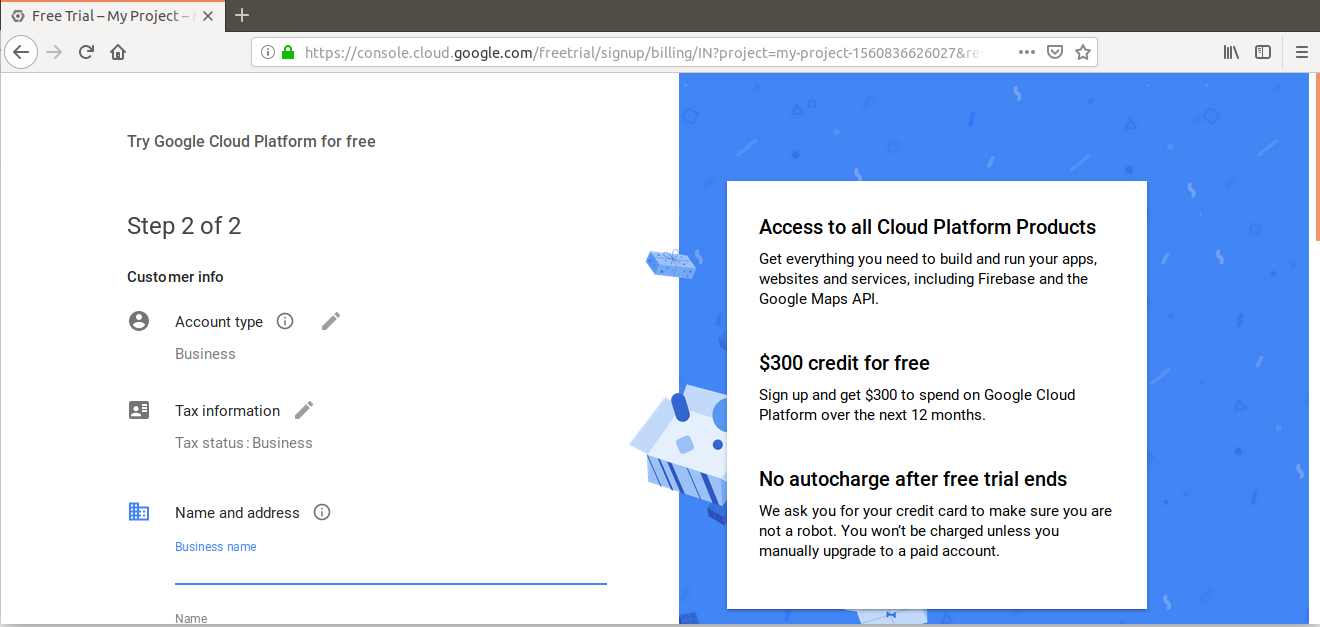 Free Trial – My Project –
https://console.cloud.google.com/freetrial/signup/billing/IN?project=my-project-1560836626027&re
Try Google Cloud Platform for free
Step 2 of 2
Customer info
Account type
Business
Tax information
Tax status : Business
Name and address
Business name
Name
Access to all Cloud Platform Products
Get everything you need to build and run your apps,
websites and services, including Firebase and the
Google Maps API.
$300 credit for free
Sign up and get $300 to spend on Google Cloud
Platform over the next 12 months.
No autocharge after free trial ends
We ask you for your credit card to make sure you are
not a robot. You won’t be charged unless you
manually upgrade to a paid account.